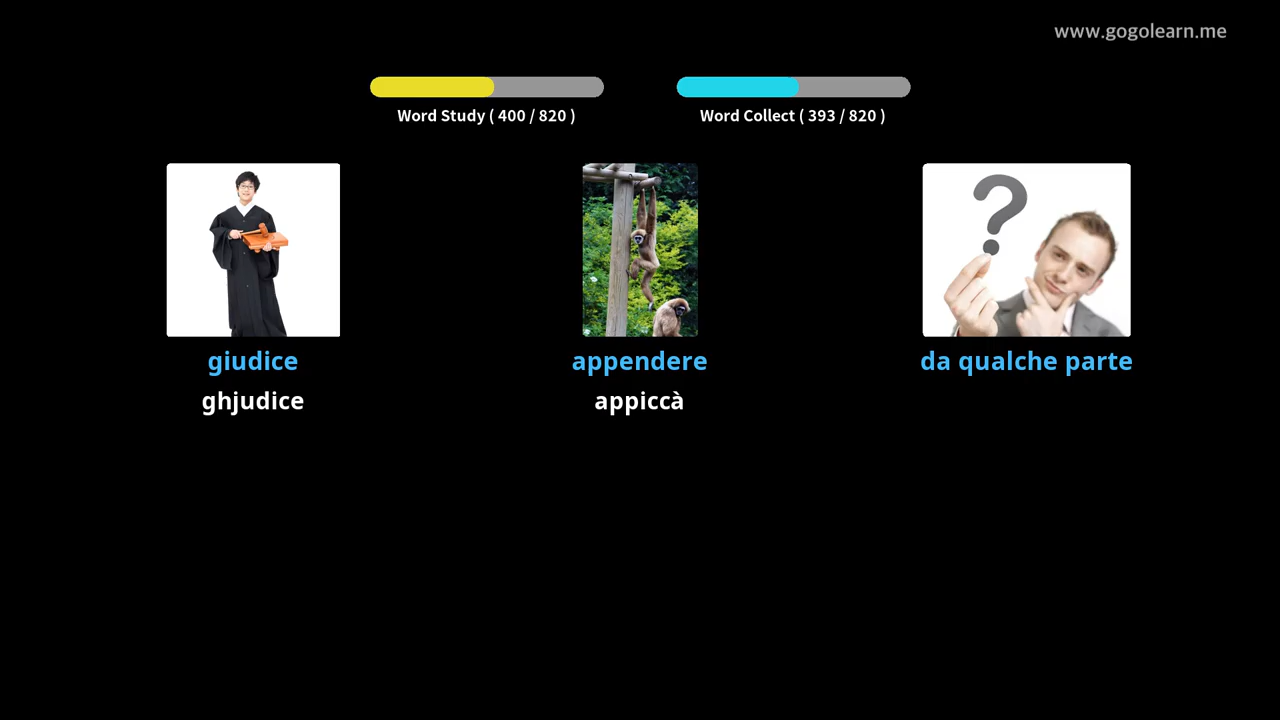 www.gogolearn.me
Word Study ( 400 / 820 )
Word Collect ( 393 / 820 )
giudice
appendere
da qualche parte
ghjudice
appiccà